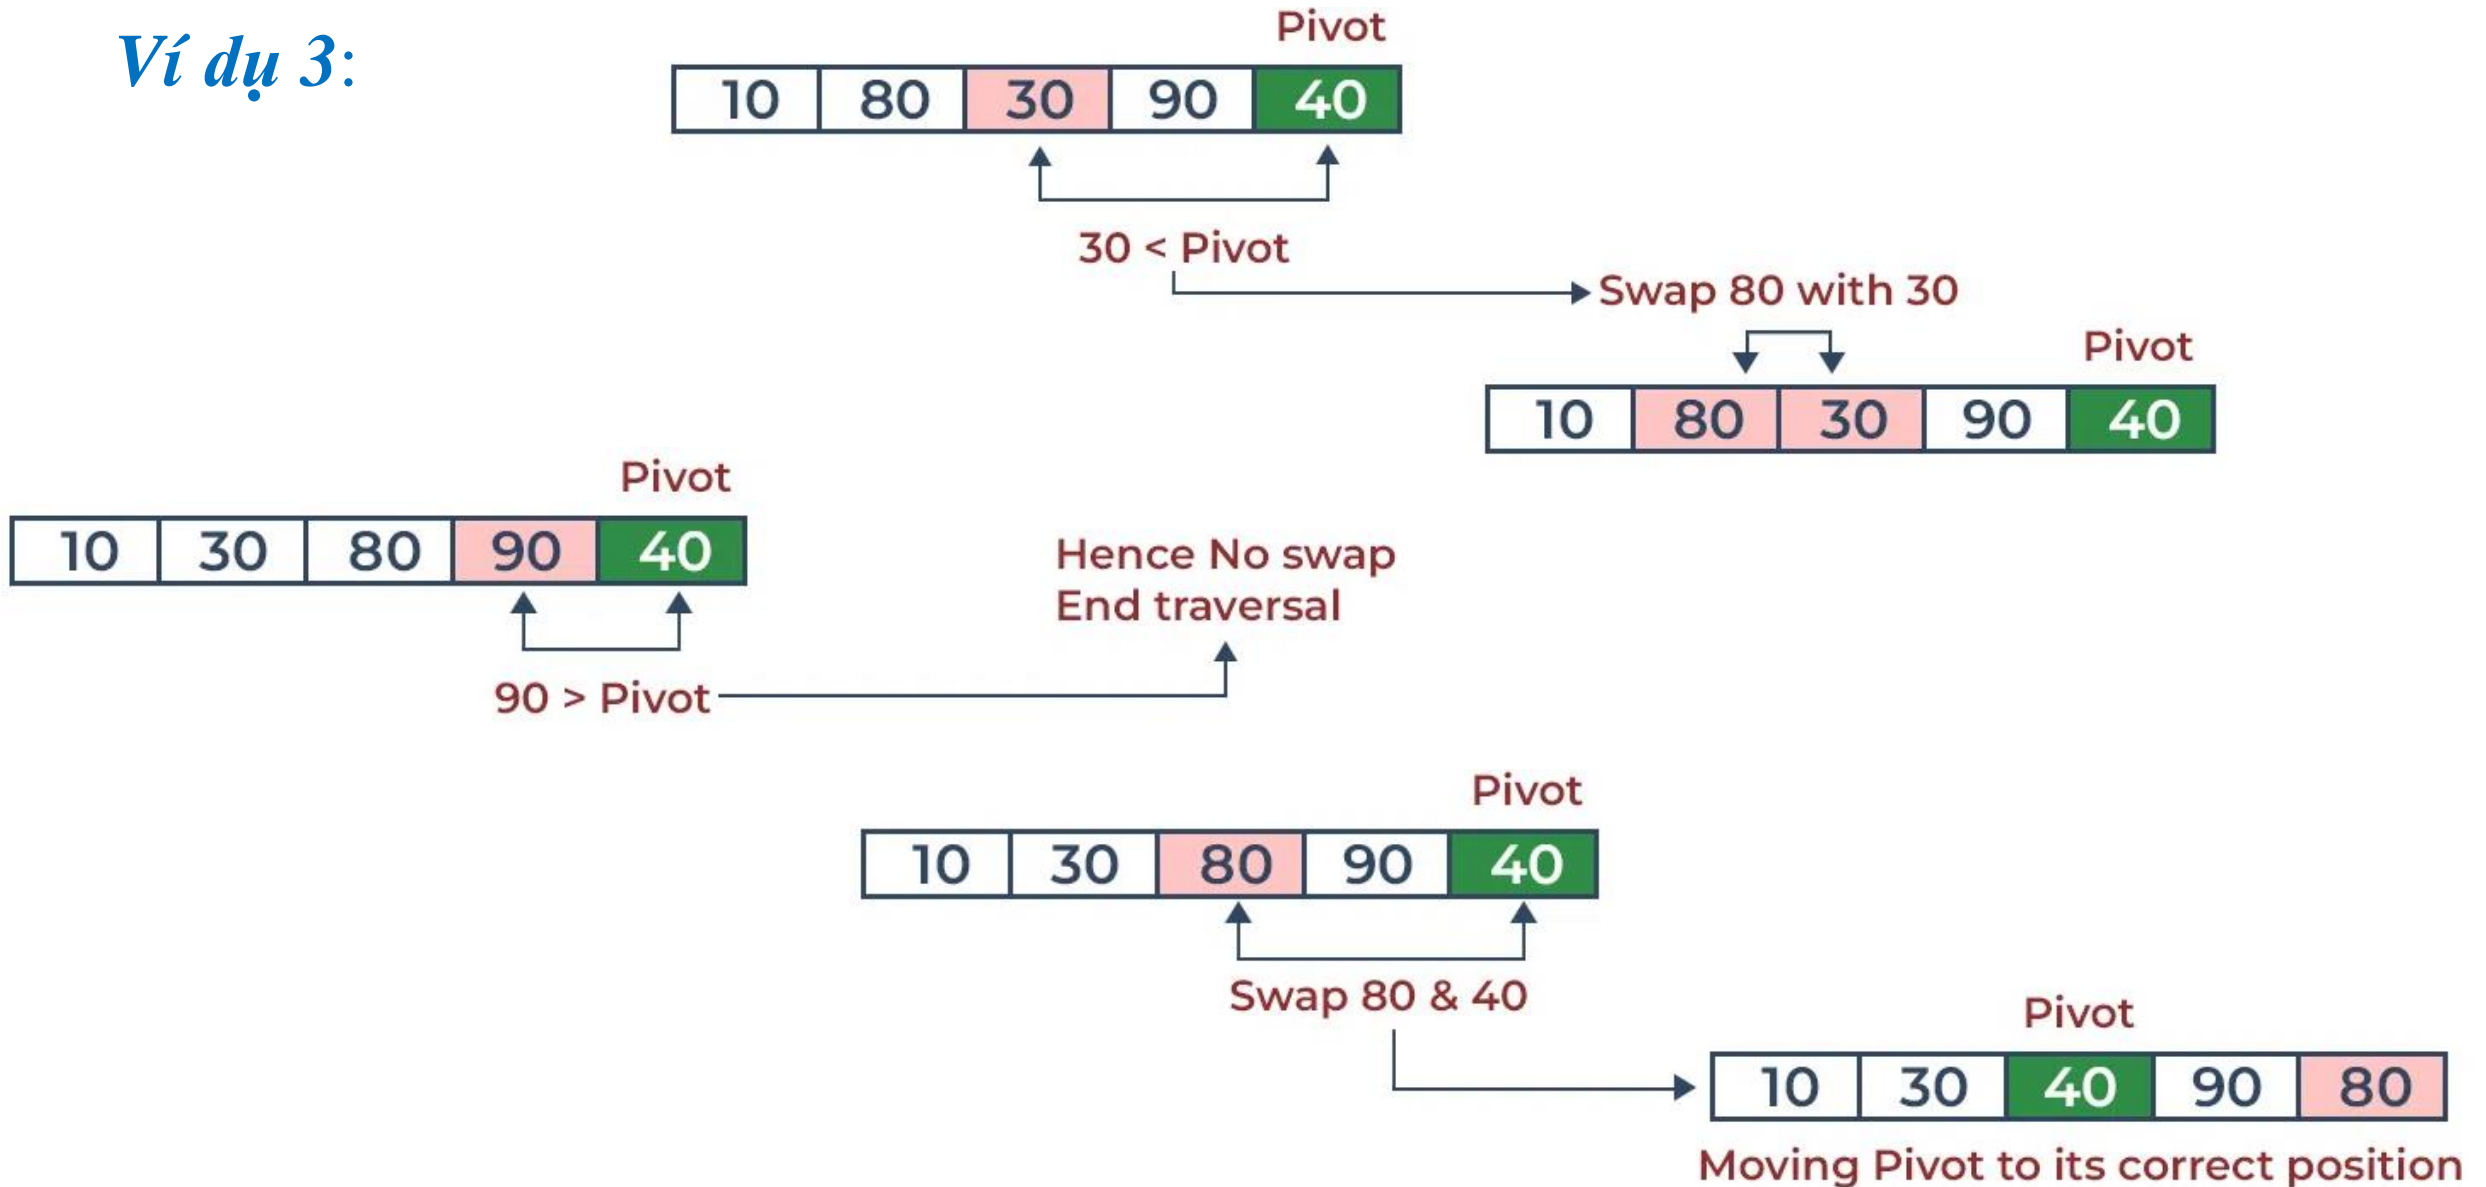 Ví dụ 3:
Pivot
10 80 30 90 40
30 < Pivot
Swap 80 with 30
Pivot
10 80 30 90 40
Pivot
10 30 80 90 40
Hence No swap
End traversal
90 > Pivot
Pivot
10 30 80 90 40
Swap 80 & 40
Pivot
10 30 40 90 80
Moving Pivot to its correct position